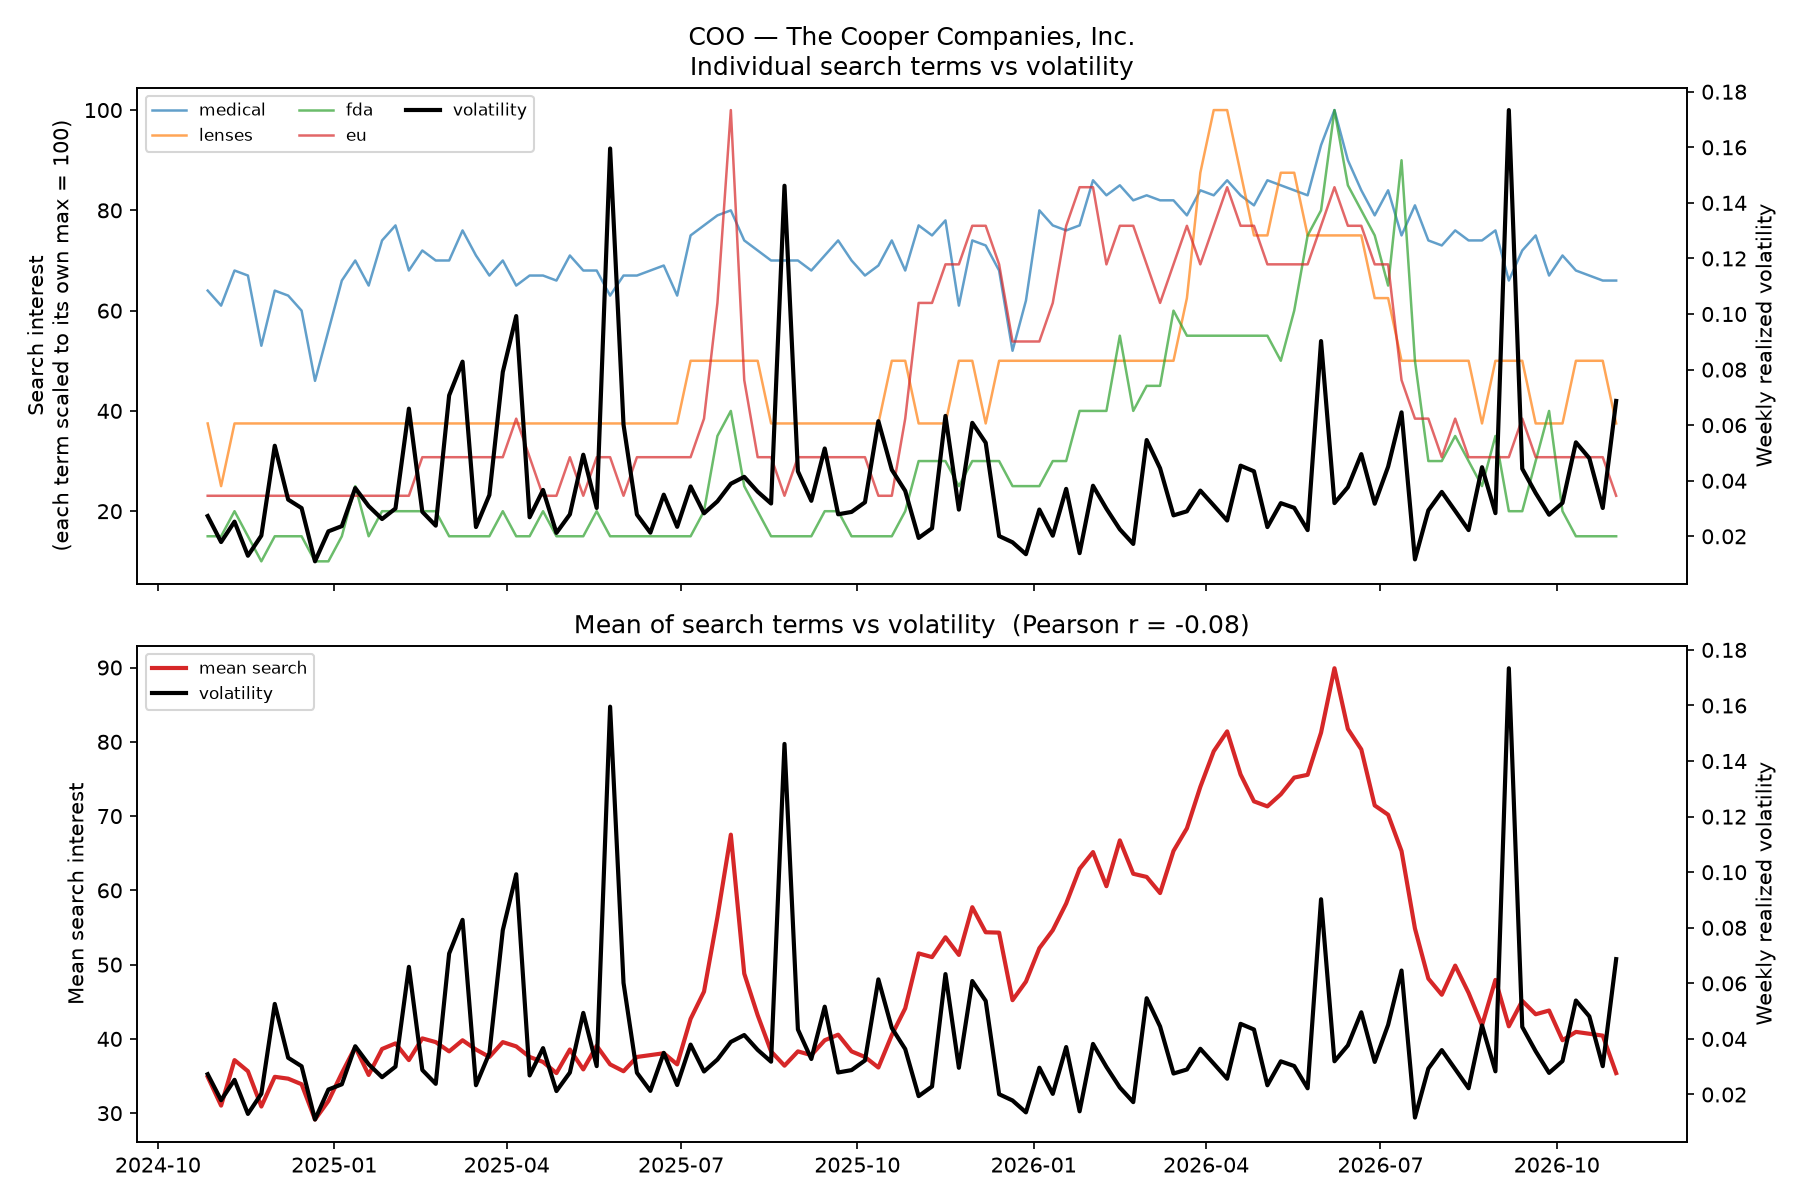 COO — The Cooper Companies, Inc.
Individual search terms vs volatility
medical
lenses
fda
eu
volatility
100
80
60
40
20
Search interest
(each term scaled to its own max = 100)
0.18
0.16
0.14
0.12
0.10
0.08
0.06
0.04
0.02
Weekly realized volatility
Mean of search terms vs volatility (Pearson r = -0.08)
mean search
volatility
90
80
70
60
50
40
30
Mean search interest
0.18
0.16
0.14
0.12
0.10
0.08
0.06
0.04
0.02
Weekly realized volatility
2024-10
2025-01
2025-04
2025-07
2025-10
2026-01
2026-04
2026-07
2026-10